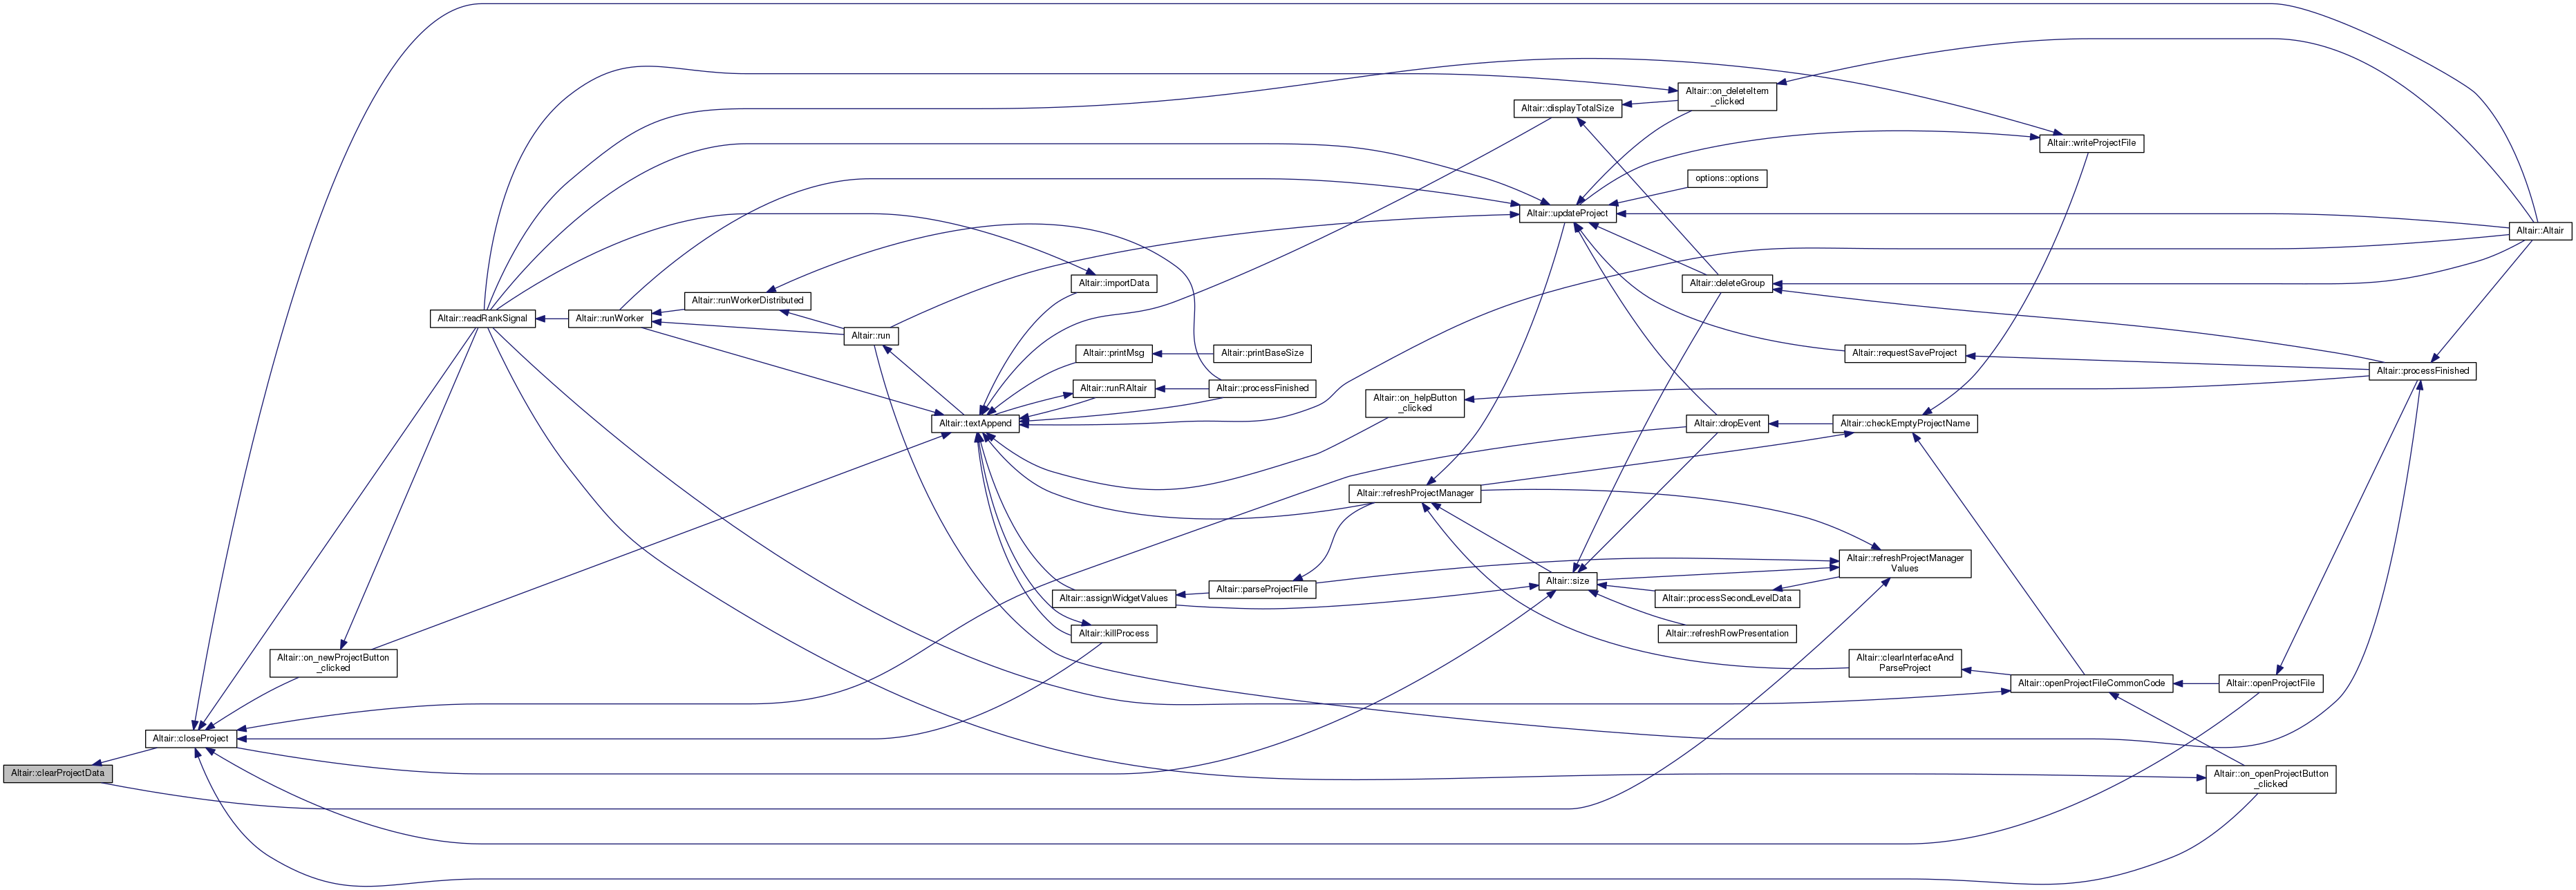 Altair::on_deleteItem
_clicked
Altair::displayTotalSize
Altair::writeProjectFile
options::options
Altair::updateProject
Altair::Altair
Altair::importData
Altair::deleteGroup
Altair::runWorkerDistributed
Altair::readRankSignal
Altair::runWorker
Altair::run
Altair::printMsg
Altair::printBaseSize
Altair::requestSaveProject
Altair::processFinished
Altair::runRAltair
Altair::processFinished
Altair::on_helpButton
_clicked
Altair::textAppend
Altair::dropEvent
Altair::checkEmptyProjectName
Altair::refreshProjectManager
Altair::refreshProjectManager
Values
Altair::size
Altair::parseProjectFile
Altair::assignWidgetValues
Altair::processSecondLevelData
Altair::killProcess
Altair::refreshRowPresentation
Altair::on_newProjectButton
_clicked
Altair::clearInterfaceAnd
ParseProject
Altair::openProjectFileCommonCode
Altair::openProjectFile
Altair::closeProject
Altair::clearProjectData
Altair::on_openProjectButton
_clicked